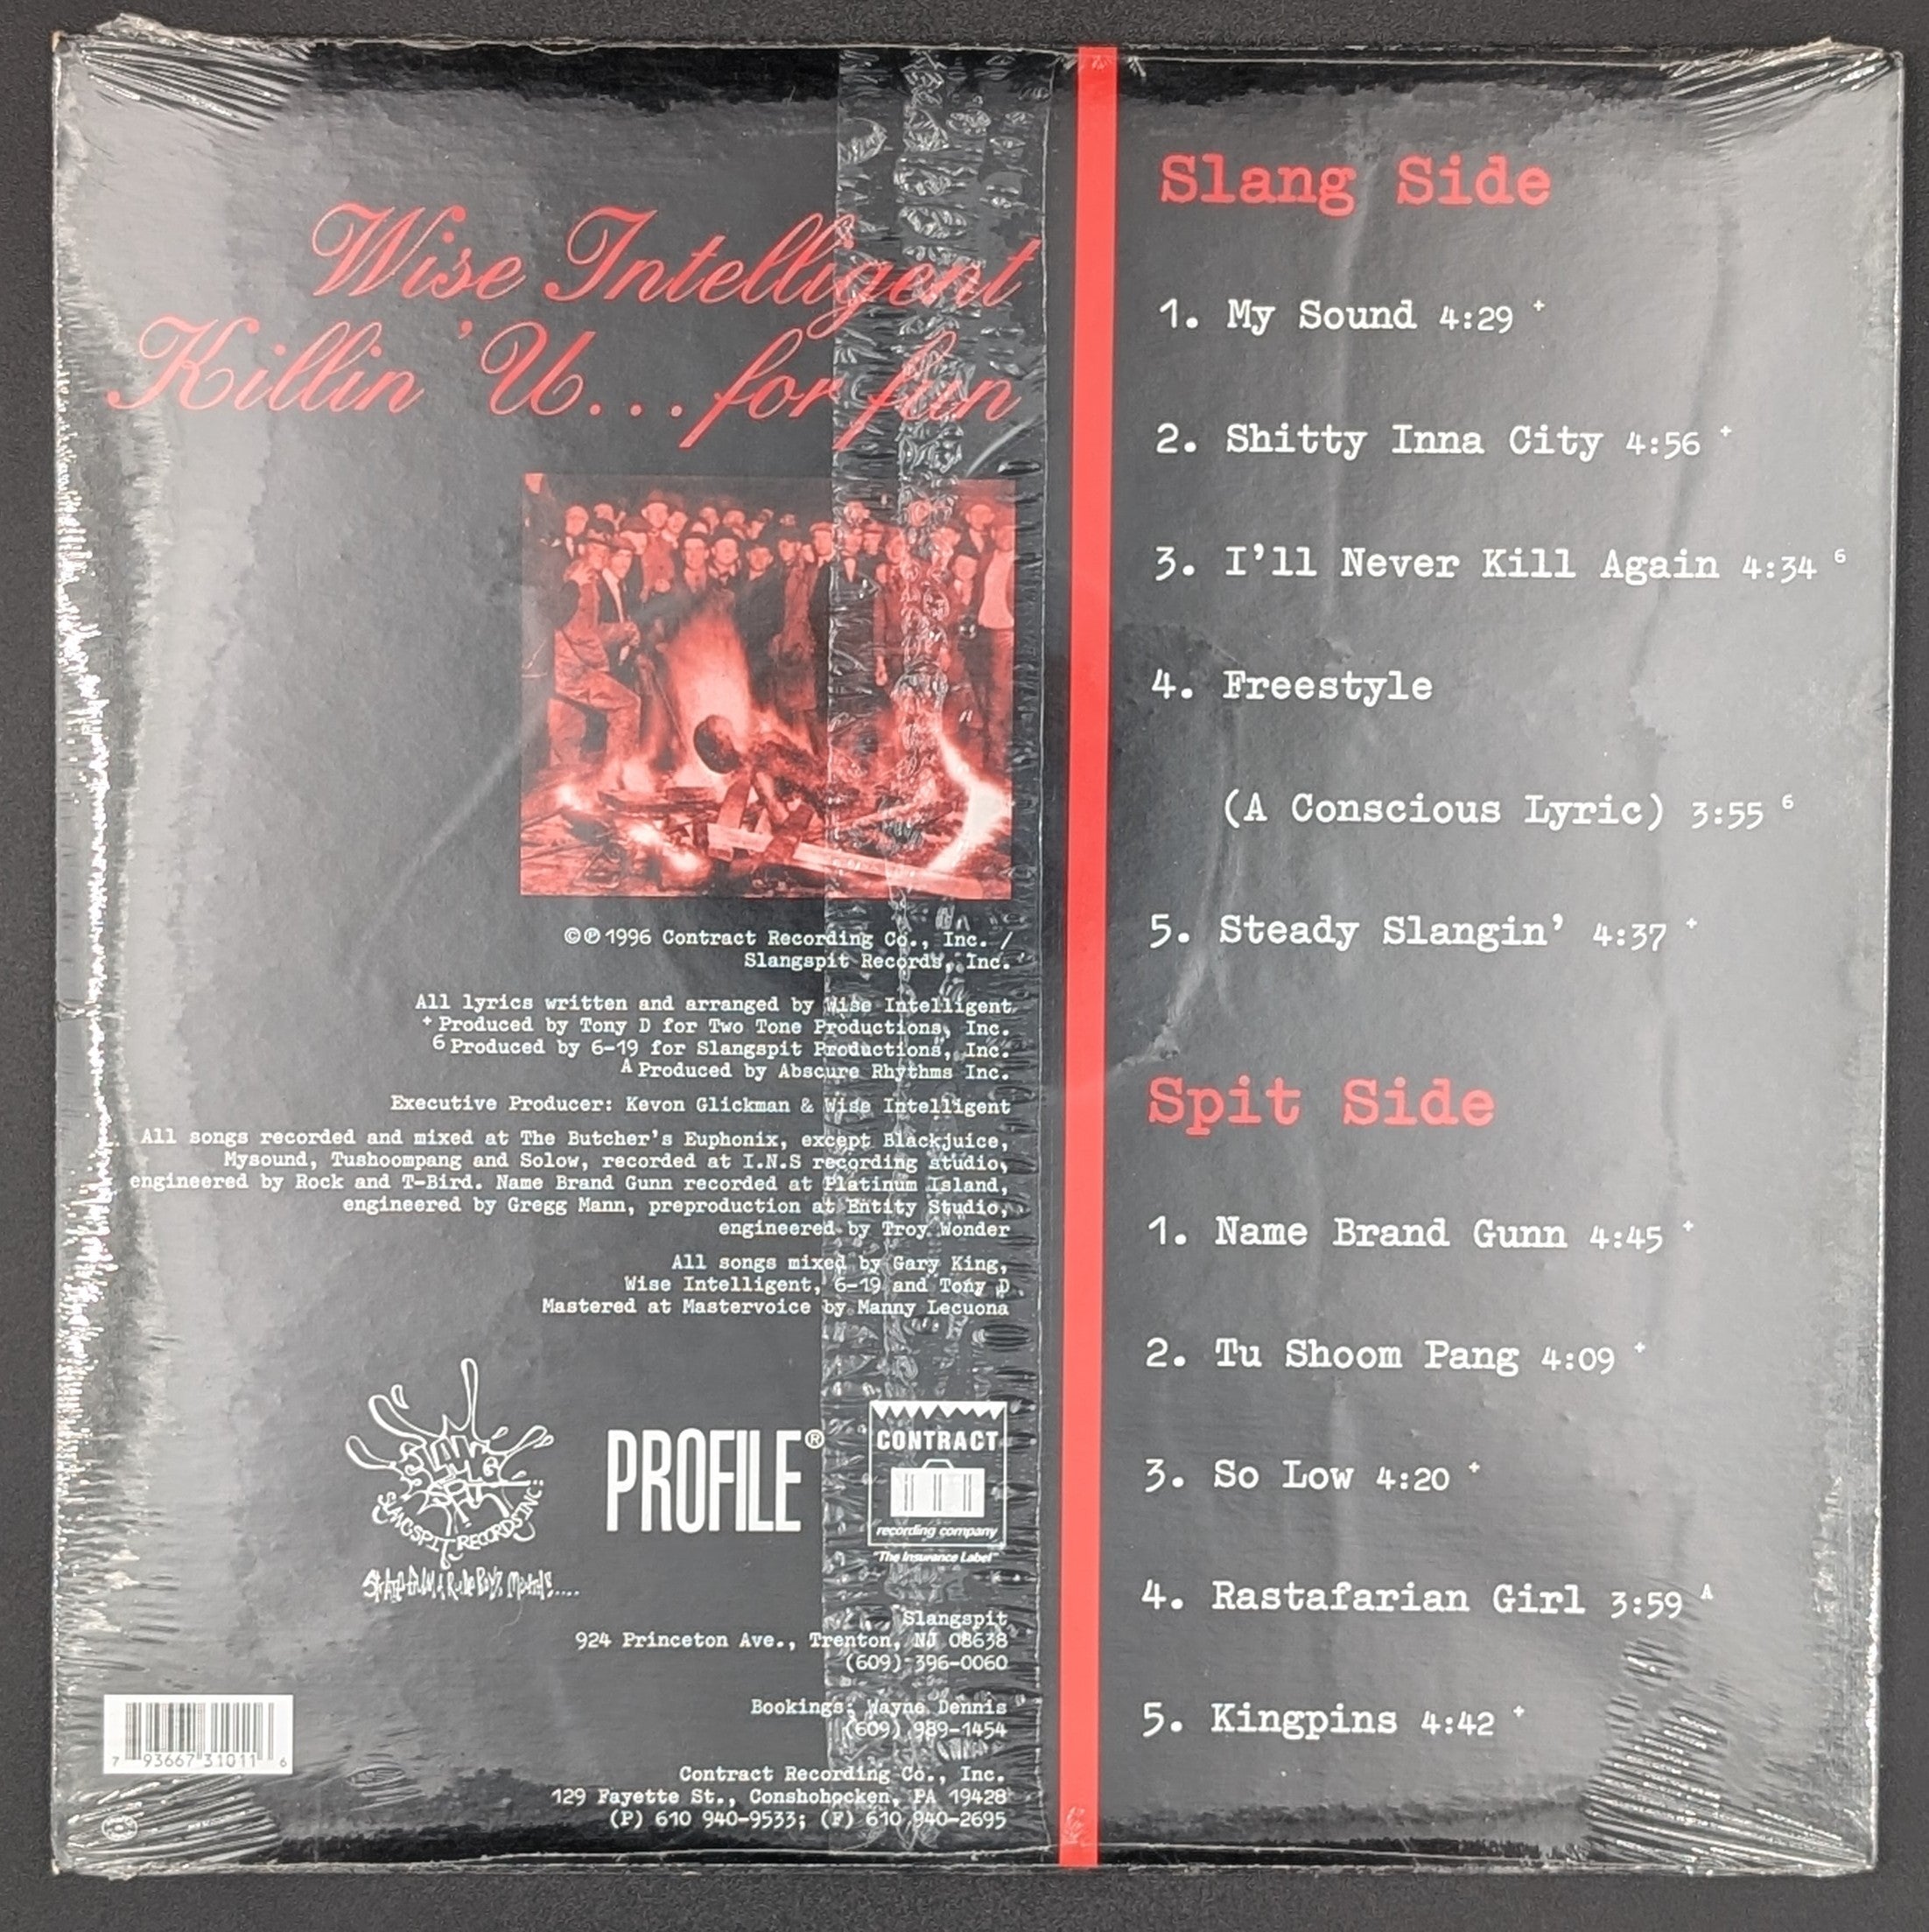 Wise Intelligent
Killin' U...for fun
©℗ 1996 Contract Recording Co., Inc. /
Slangspit Records, Inc.
All lyrics written and arranged by Wise Intelligent
+ Produced by Tony D for Two Tone Productions, Inc.
6 Produced by 6-19 for Slangspit Productions, Inc.
A Produced by Abscure Rhythms Inc.
Executive Producer: Kevon Glickman & Wise Intelligent
All songs recorded and mixed at The Butcher's Euphonix, except Blackjuice,
Mysound, Tushoompang and Solow, recorded at I.N.S recording studio,
engineered by Rock and T-Bird. Name Brand Gunn recorded at Platinum Island,
engineered by Gregg Mann, preproduction at Entity Studio,
engineered by Troy Wonder
All songs mixed by Gary King,
Wise Intelligent, 6-19 and Tony D
Mastered at Mastervoice by Manny Lecuona
SLANG
SPIT
SLANGSPIT RECORDS INC.
PROFILE®
CONTRACT
recording company
"The Insurance Label"
Slangspit
924 Princeton Ave., Trenton, NJ 08638
(609) 396-0060
Bookings: Wayne Dennis
(609) 989-1454
Contract Recording Co., Inc.
129 Fayette St., Conshohocken, PA 19428
(P) 610 940-9533; (F) 610 940-2695
7 93667 31011 6
Slang Side
1. My Sound 4:29 +
2. Shitty Inna City 4:56 +
3. I'll Never Kill Again 4:34 6
4. Freestyle
(A Conscious Lyric) 3:55 6
5. Steady Slangin' 4:37 +
Spit Side
1. Name Brand Gunn 4:45 +
2. Tu Shoom Pang 4:09 +
3. So Low 4:20 +
4. Rastafarian Girl 3:59 A
5. Kingpins 4:42 +